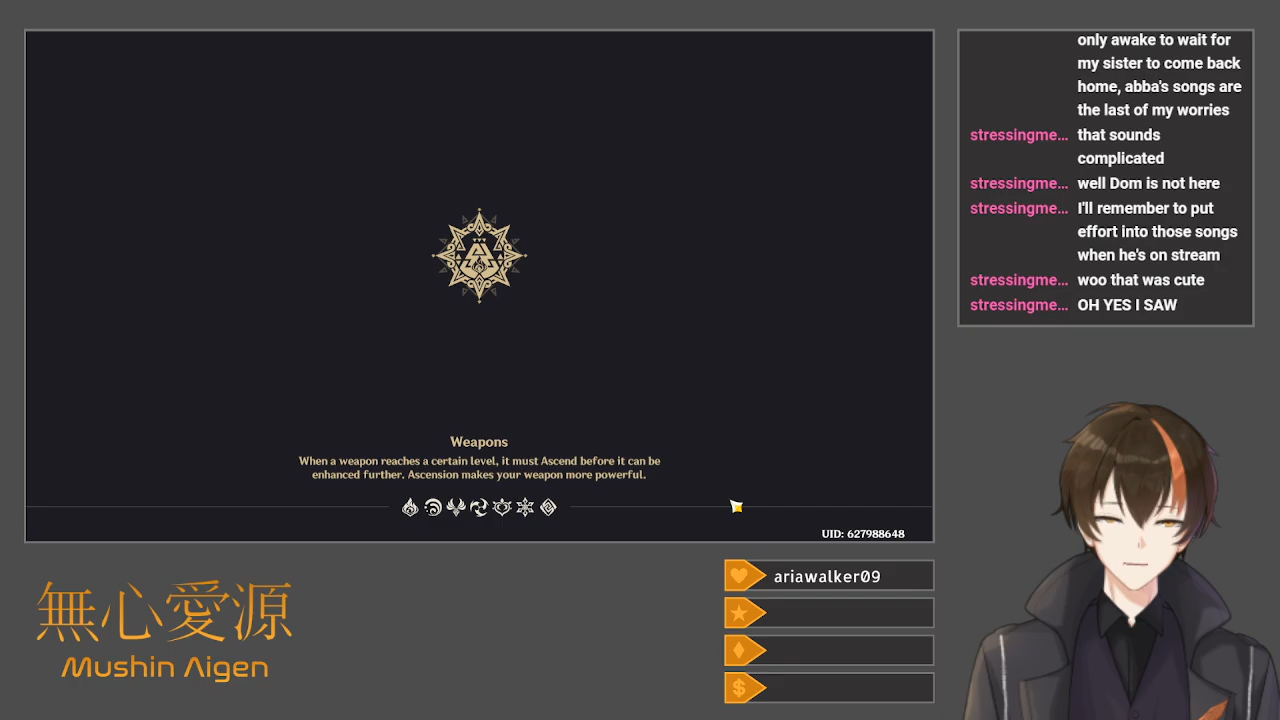 only awake to wait for
my sister to come back
home, abba's songs are
the last of my worries
stressingme... that sounds
complicated
stressingme... well Dom is not here
stressingme... I'll remember to put
effort into those songs
when he's on stream
stressingme... woo that was cute
stressingme... OH YES I SAW
Weapons
When a weapon reaches a certain level, it must Ascend before it can be
enhanced further. Ascension makes your weapon more powerful.
UID: 627988648
ariawalker09
無心愛源
Mushin Aigen